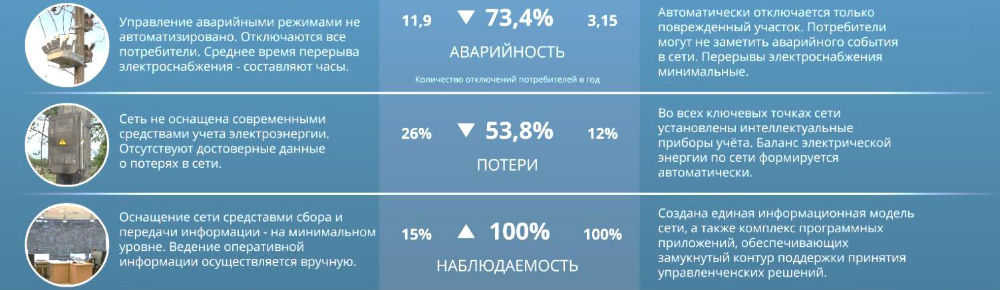 Управление аварийными режимами не
автоматизировано. Отключаются все
потребители. Среднее время перерыва
электроснабжения - составляют часы.
11,9 ▼ 73,4% 3,15
АВАРИЙНОСТЬ
Количество отключений потребителей в год
Автоматически отключается только
поврежденный участок. Потребители
могут не заметить аварийного события
в сети. Перерывы электроснабжения
минимальные.
Сеть не оснащена современными
средствами учета электроэнергии.
Отсутствуют достоверные данные
о потерях в сети.
26% ▼ 53,8% 12%
ПОТЕРИ
Во всех ключевых точках сети
установлены интеллектуальные
приборы учёта. Баланс электрической
энергии по сети формируется
автоматически.
Оснащение сети средствами сбора и
передачи информации - на минимальном
уровне. Ведение оперативной
информации осуществляется вручную.
15% ▲ 100% 100%
НАБЛЮДАЕМОСТЬ
Создана единая информационная модель
сети, а также комплекс программных
приложений, обеспечивающих
замукнутый контур поддержки принятия
управленченских решений.